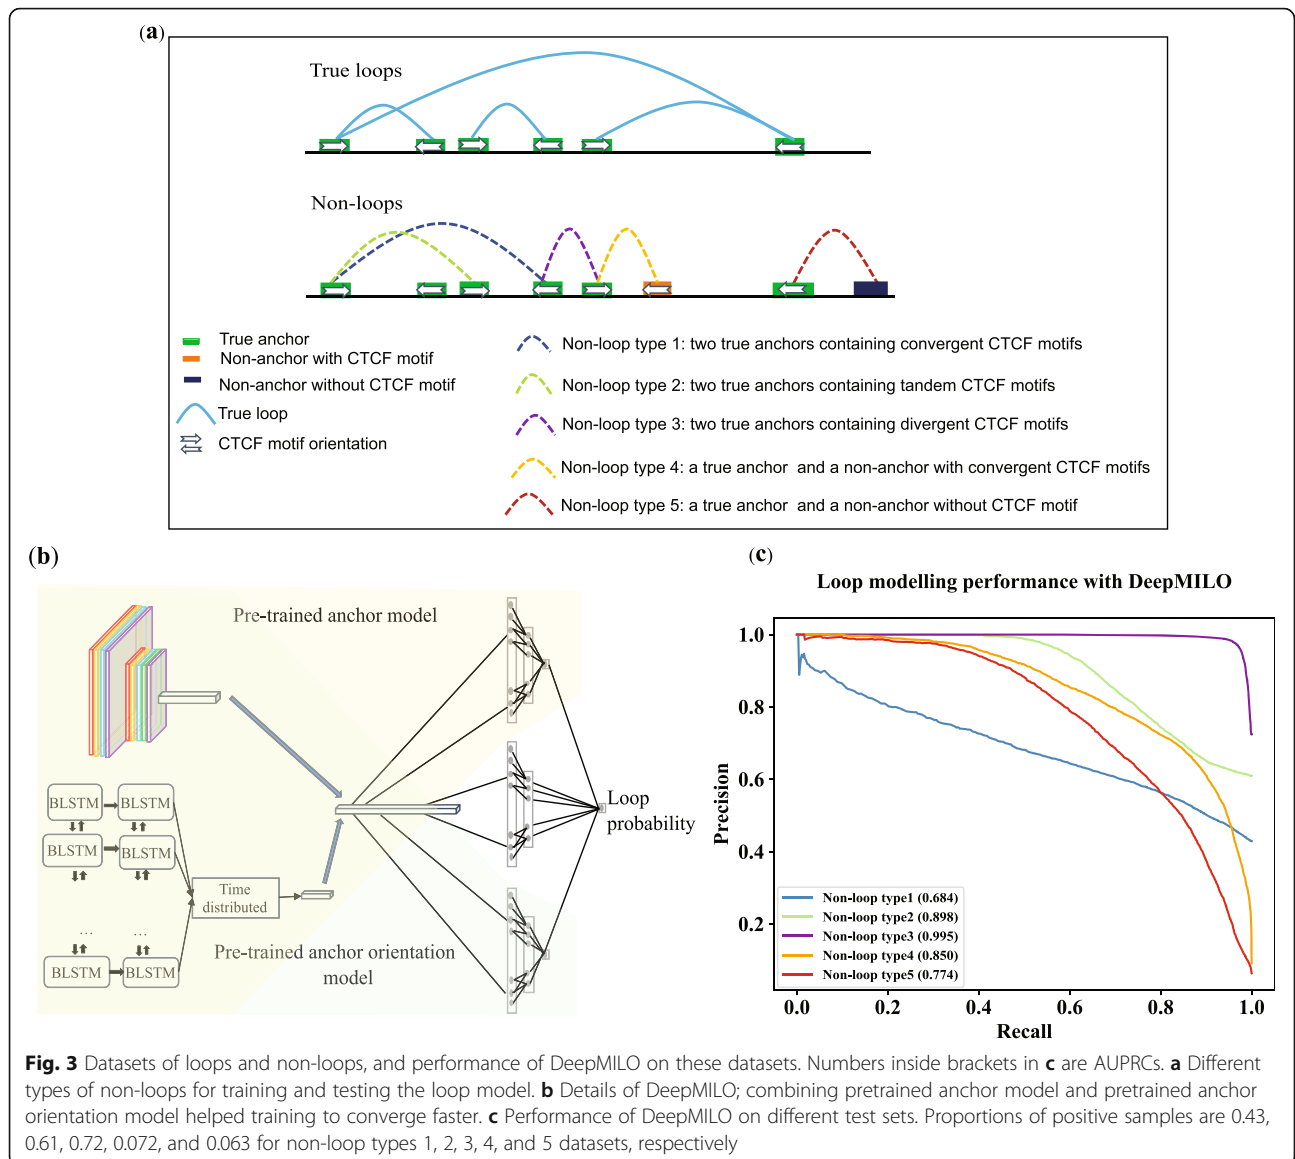 (a)
True loops
Non-loops
True anchor
Non-anchor with CTCF motif
Non-anchor without CTCF motif
True loop
CTCF motif orientation
Non-loop type 1: two true anchors containing convergent CTCF motifs
Non-loop type 2: two true anchors containing tandem CTCF motifs
Non-loop type 3: two true anchors containing divergent CTCF motifs
Non-loop type 4: a true anchor and a non-anchor with convergent CTCF motifs
Non-loop type 5: a true anchor and a non-anchor without CTCF motif
(b)
Pre-trained anchor model
BLSTM BLSTM
BLSTM BLSTM
... ...
BLSTM BLSTM
Time
distributed
Pre-trained anchor orientation
model
Loop
probability
(c)
Loop modelling performance with DeepMILO
Precision
1.0
0.8
0.6
0.4
0.2
Non-loop type1 (0.684)
Non-loop type2 (0.898)
Non-loop type3 (0.995)
Non-loop type4 (0.850)
Non-loop type5 (0.774)
0.0 0.2 0.4 0.6 0.8 1.0
Recall
Fig. 3 Datasets of loops and non-loops, and performance of DeepMILO on these datasets. Numbers inside brackets in c are AUPRCs. a Different
types of non-loops for training and testing the loop model. b Details of DeepMILO; combining pretrained anchor model and pretrained anchor
orientation model helped training to converge faster. c Performance of DeepMILO on different test sets. Proportions of positive samples are 0.43,
0.61, 0.72, 0.072, and 0.063 for non-loop types 1, 2, 3, 4, and 5 datasets, respectively